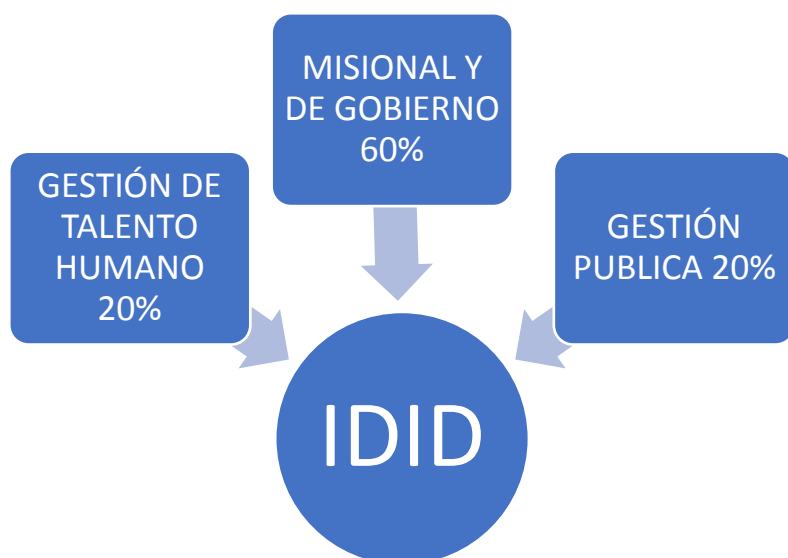 MISIONAL Y
DE GOBIERNO
60%
GESTIÓN DE
TALENTO
HUMANO
20%
GESTIÓN
PUBLICA 20%
IDID